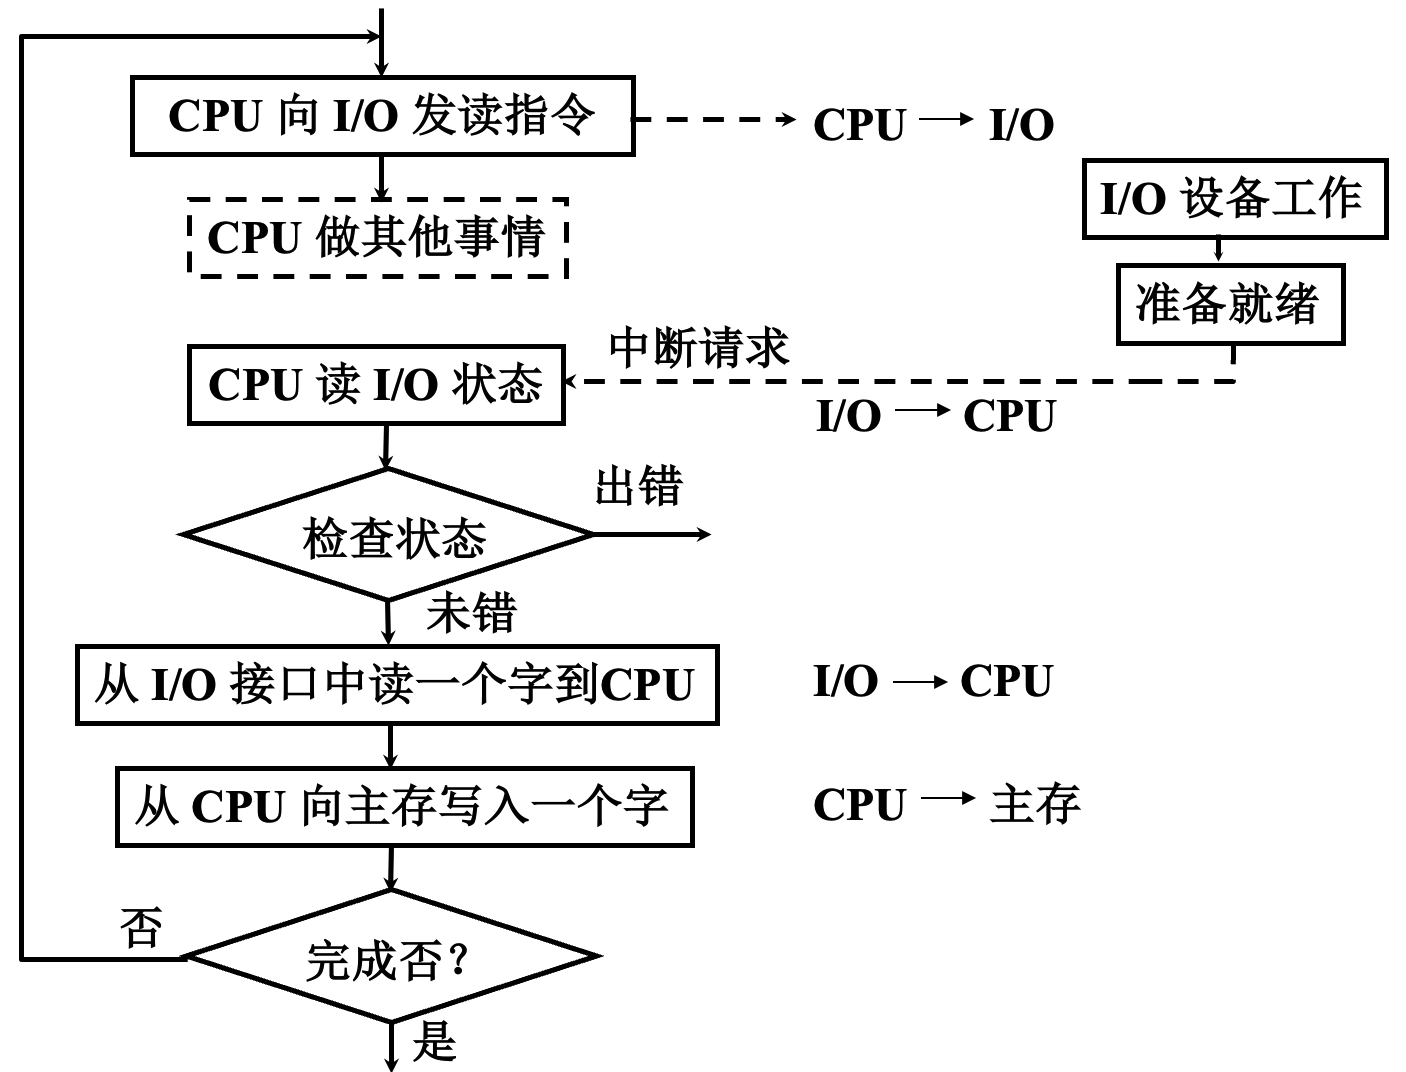 CPU 向 I/O 发读指令
CPU → I/O
I/O 设备工作
CPU 做其他事情
准备就绪
中断请求
CPU 读 I/O 状态
I/O → CPU
出错
检查状态
未错
从 I/O 接口中读一个字到CPU
I/O → CPU
从 CPU 向主存写入一个字
CPU → 主存
否
完成否？
是